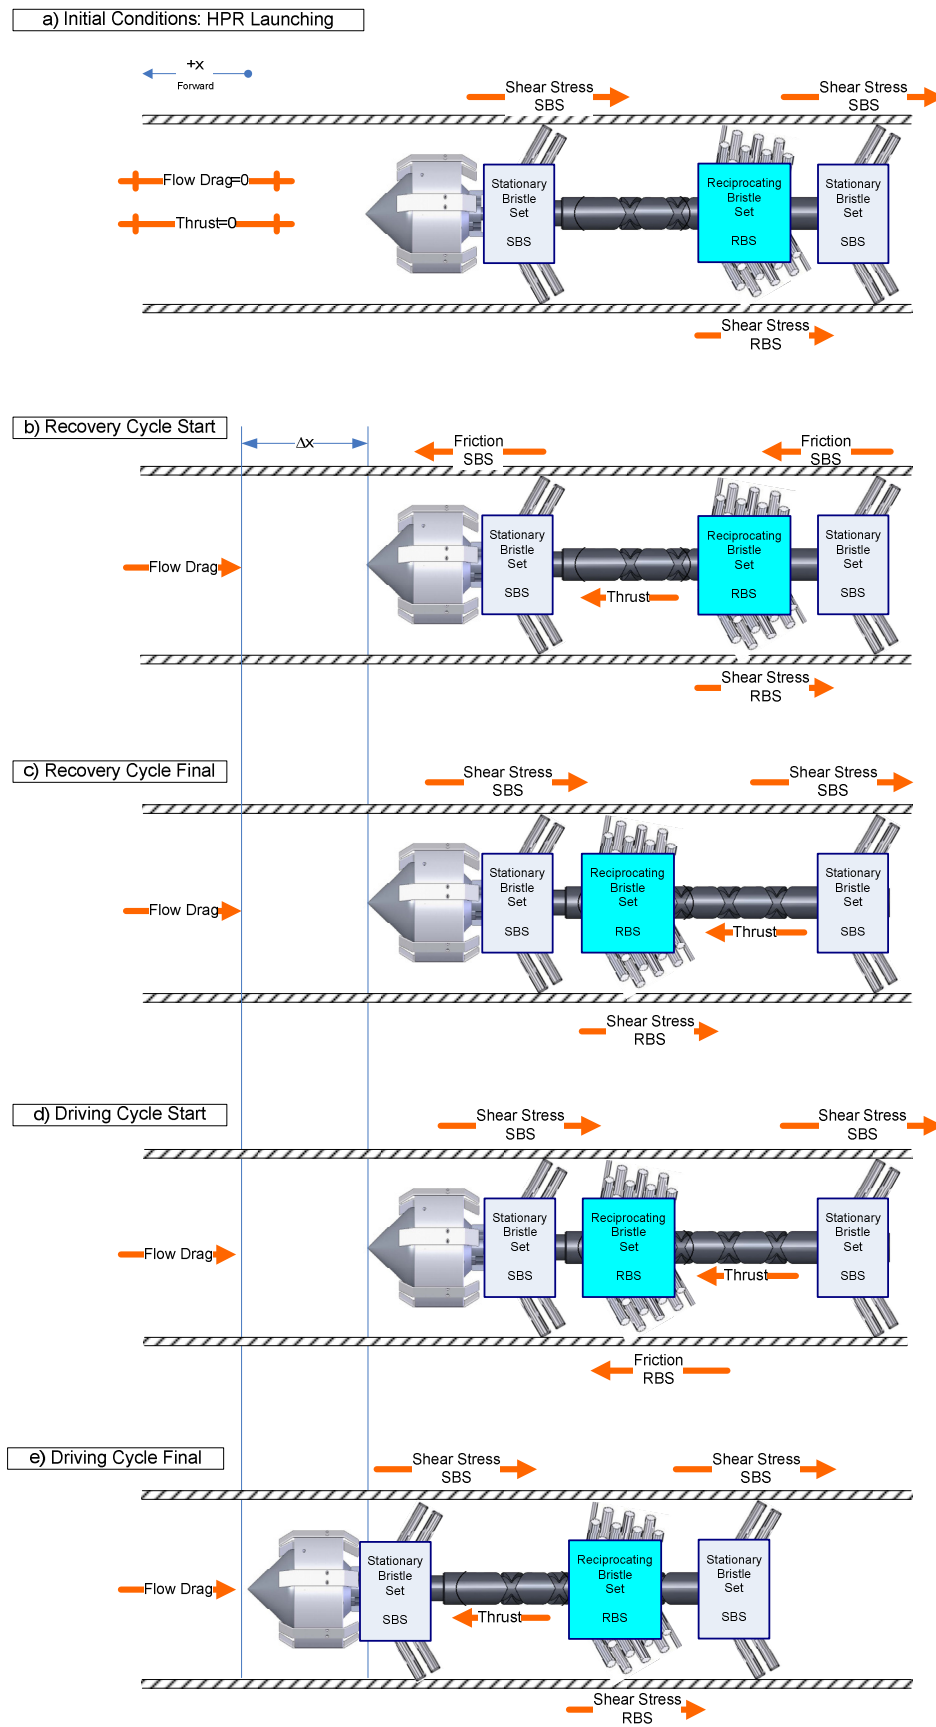 a) Initial Conditions: HPR Launching
+x
Forward
Shear Stress
SBS
Shear Stress
SBS
Flow Drag=0
Thrust=0
Stationary
Bristle
Set
SBS
Reciprocating
Bristle
Set
RBS
Stationary
Bristle
Set
SBS
Shear Stress
RBS
b) Recovery Cycle Start
Δx
Friction
SBS
Friction
SBS
Flow Drag
Stationary
Bristle
Set
SBS
Thrust
Reciprocating
Bristle
Set
RBS
Stationary
Bristle
Set
SBS
Shear Stress
RBS
c) Recovery Cycle Final
Shear Stress
SBS
Shear Stress
SBS
Flow Drag
Stationary
Bristle
Set
SBS
Reciprocating
Bristle
Set
RBS
Thrust
Stationary
Bristle
Set
SBS
Shear Stress
RBS
d) Driving Cycle Start
Shear Stress
SBS
Shear Stress
SBS
Flow Drag
Stationary
Bristle
Set
SBS
Reciprocating
Bristle
Set
RBS
Thrust
Stationary
Bristle
Set
SBS
Friction
RBS
e) Driving Cycle Final
Shear Stress
SBS
Shear Stress
SBS
Flow Drag
Stationary
Bristle
Set
SBS
Thrust
Reciprocating
Bristle
Set
RBS
Stationary
Bristle
Set
SBS
Shear Stress
RBS